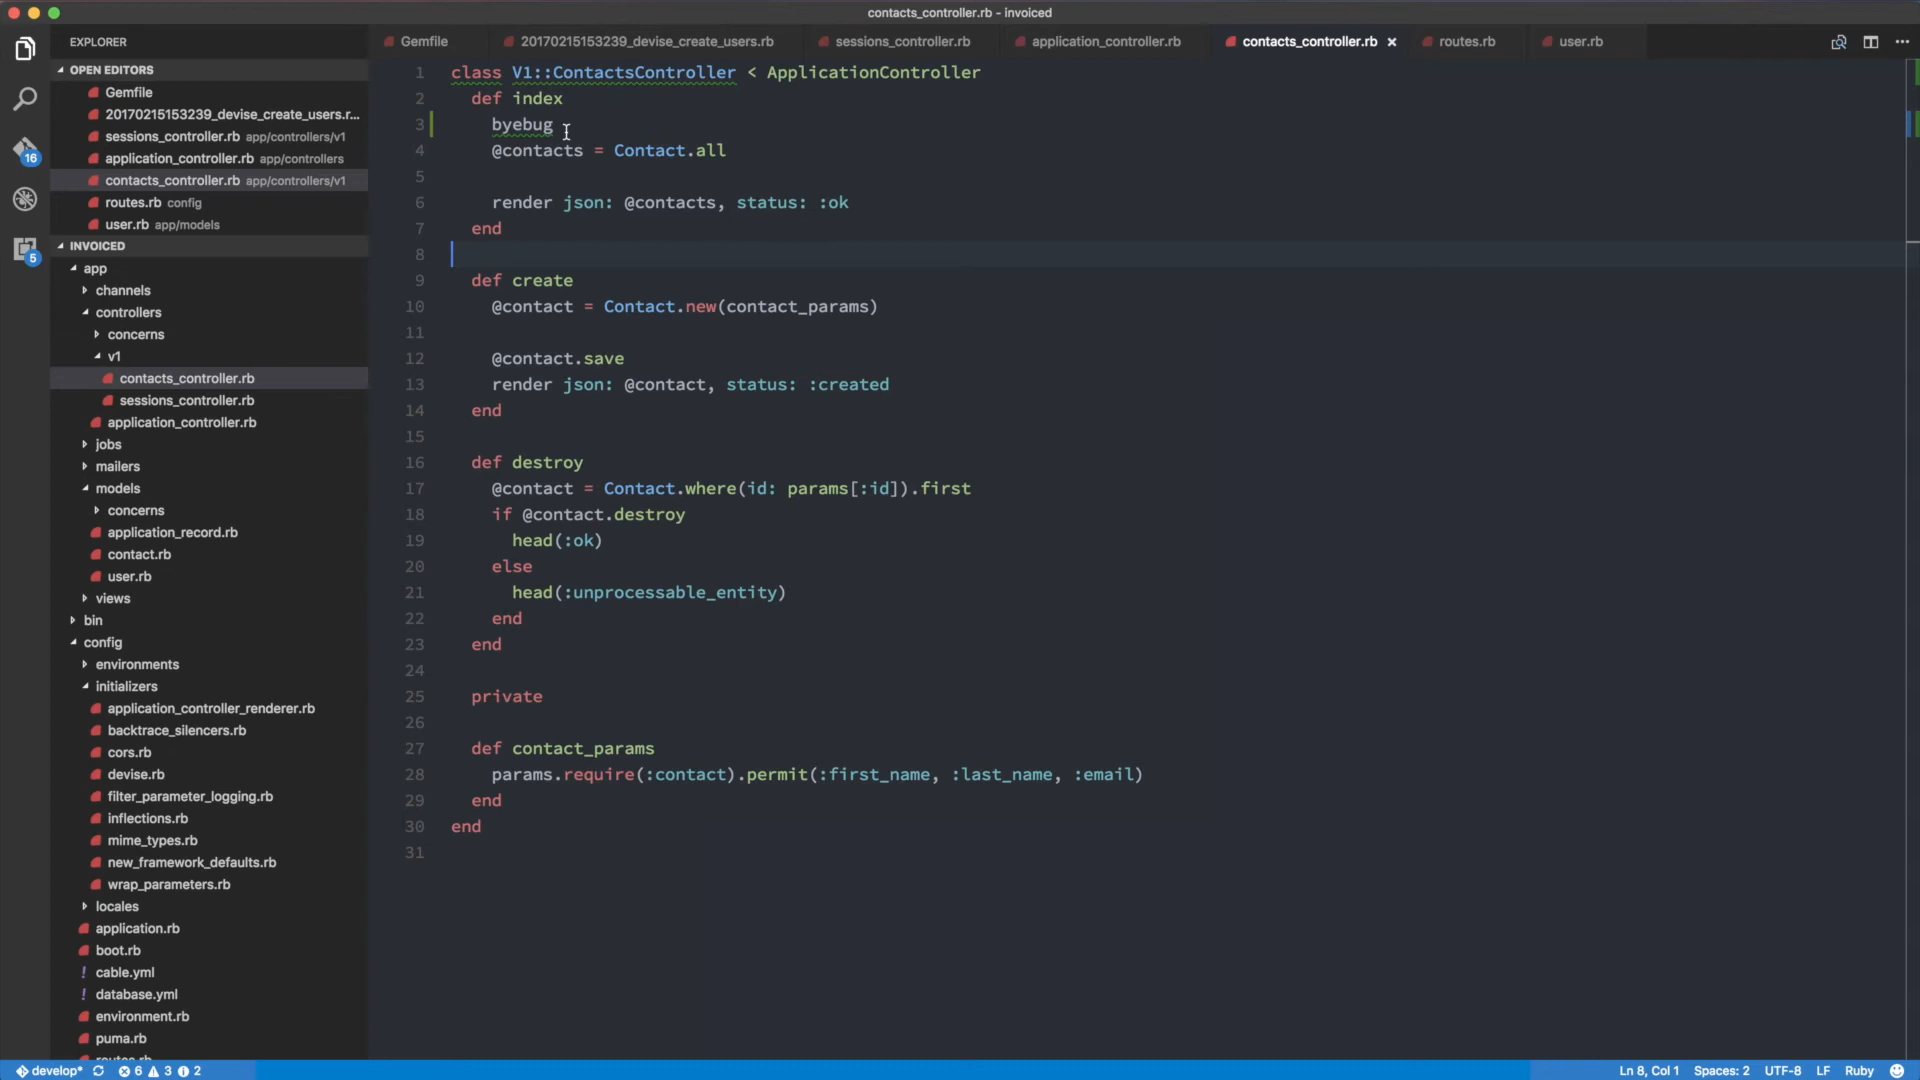 contacts_controller.rb - invoiced
EXPLORER
Gemfile
20170215153239_devise_create_users.rb
sessions_controller.rb
application_controller.rb
contacts_controller.rb
routes.rb
user.rb
OPEN EDITORS
Gemfile
20170215153239_devise_create_users.r...
sessions_controller.rb app/controllers/v1
application_controller.rb app/controllers
contacts_controller.rb app/controllers/v1
routes.rb config
user.rb app/models
INVOICED
app
channels
controllers
concerns
v1
contacts_controller.rb
sessions_controller.rb
application_controller.rb
jobs
mailers
models
concerns
application_record.rb
contact.rb
user.rb
views
bin
config
environments
initializers
application_controller_renderer.rb
backtrace_silencers.rb
cors.rb
devise.rb
filter_parameter_logging.rb
inflections.rb
mime_types.rb
new_framework_defaults.rb
wrap_parameters.rb
locales
application.rb
boot.rb
! cable.yml
! database.yml
environment.rb
puma.rb
routes.rb
16
5
1 class V1::ContactsController < ApplicationController
2 def index
3 byebug
4 @contacts = Contact.all
5
6 render json: @contacts, status: :ok
7 end
8
9 def create
10 @contact = Contact.new(contact_params)
11
12 @contact.save
13 render json: @contact, status: :created
14 end
15
16 def destroy
17 @contact = Contact.where(id: params[:id]).first
18 if @contact.destroy
19 head(:ok)
20 else
21 head(:unprocessable_entity)
22 end
23 end
24
25 private
26
27 def contact_params
28 params.require(:contact).permit(:first_name, :last_name, :email)
29 end
30 end
31
develop* 6 3 2
Ln 8, Col 1 Spaces: 2 UTF-8 LF Ruby